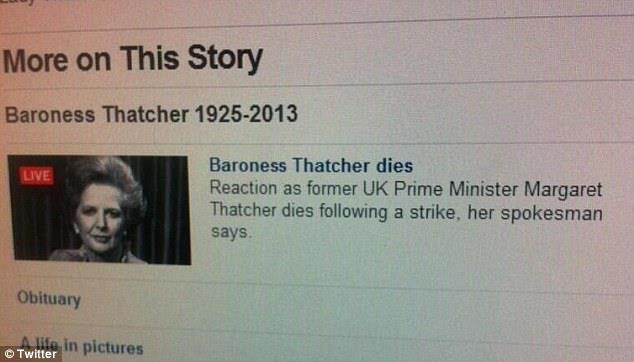 More on This Story
Baroness Thatcher 1925-2013
LIVE
Baroness Thatcher dies
Reaction as former UK Prime Minister Margaret
Thatcher dies following a strike, her spokesman
says.
Obituary
A life in pictures
© Twitter